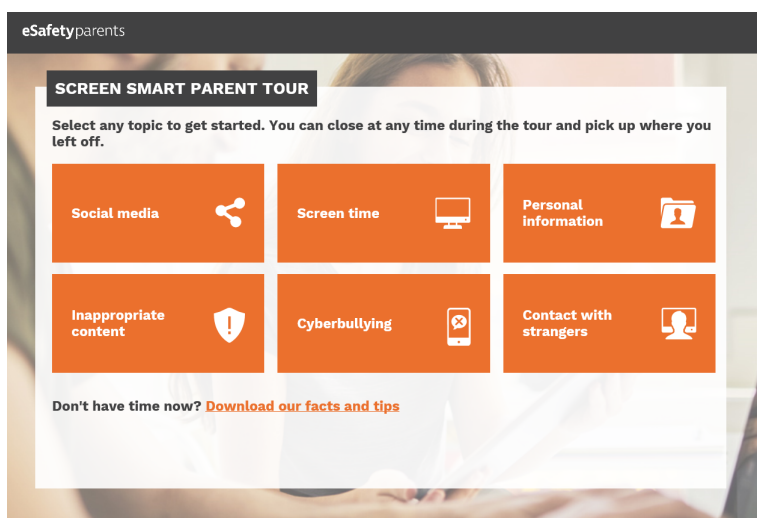 eSafetyparents
SCREEN SMART PARENT TOUR
Select any topic to get started. You can close at any time during the tour and pick up where you
left off.
Social media
Screen time
Personal
information
Inappropriate
content
Cyberbullying
Contact with
strangers
Don't have time now? Download our facts and tips